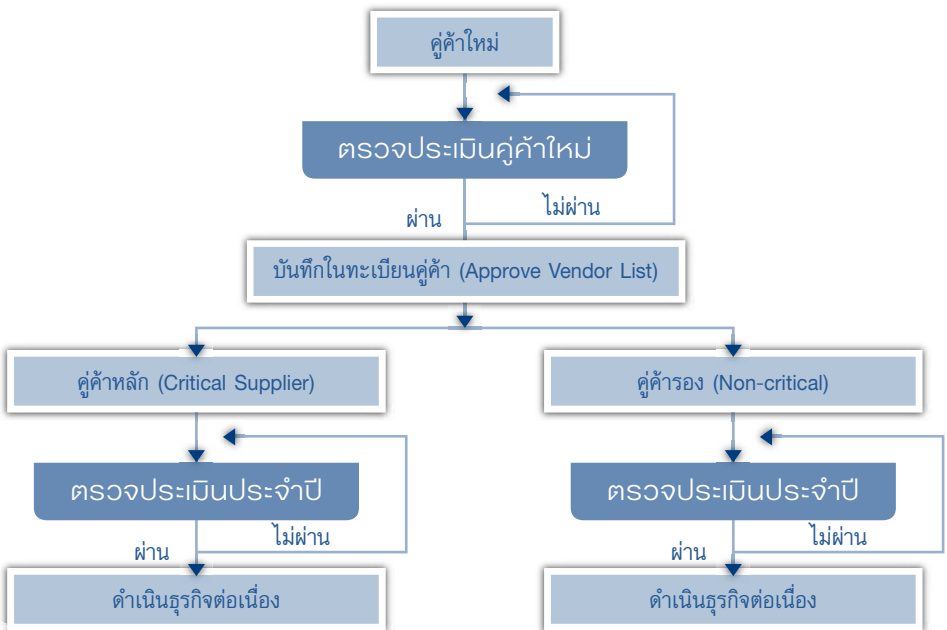 คู่ค้าใหม่
ตรวจประเมินคู่ค้าใหม่
ผ่าน
ไม่ผ่าน
บันทึกในทะเบียนคู่ค้า (Approve Vendor List)
คู่ค้าหลัก (Critical Supplier)
คู่ค้ารอง (Non-critical)
ตรวจประเมินประจำปี
ตรวจประเมินประจำปี
ผ่าน
ไม่ผ่าน
ผ่าน
ไม่ผ่าน
ดำเนินธุรกิจต่อเนื่อง
ดำเนินธุรกิจต่อเนื่อง